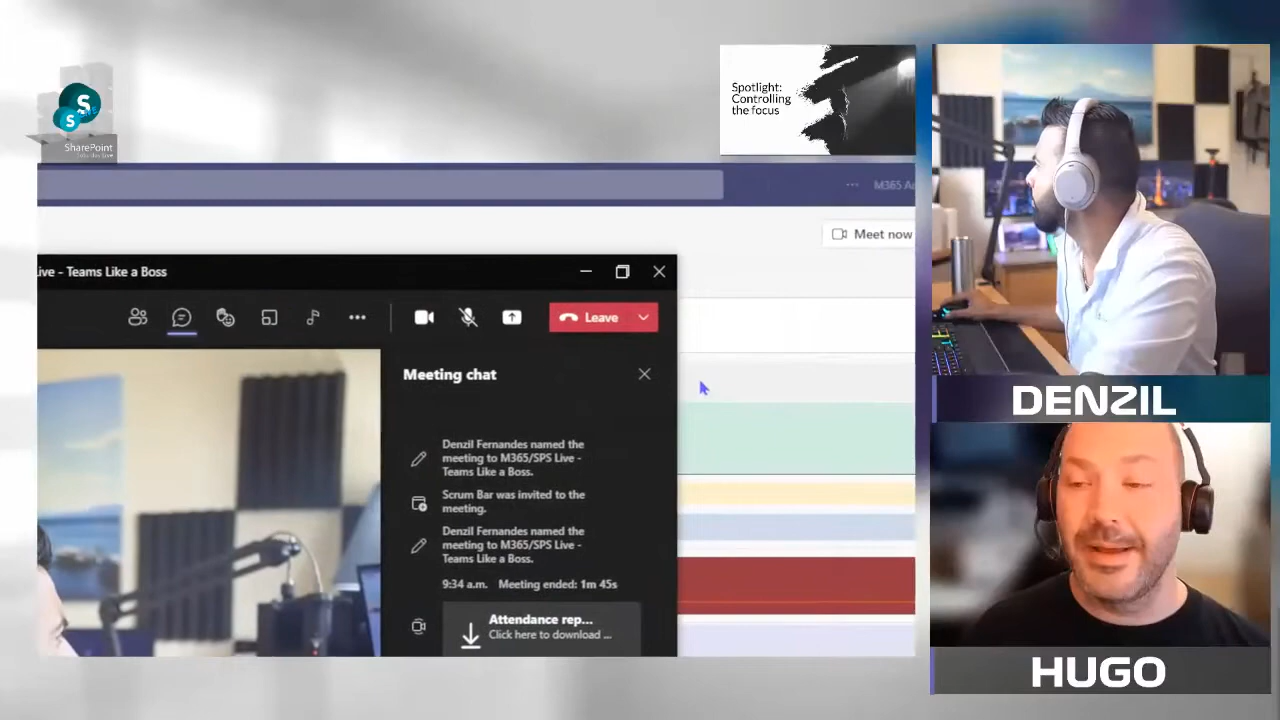 Spotlight:
Controlling
the focus
S
S
SharePoint
M365
Meet now
ive - Teams Like a Boss
Leave
Meeting chat
Denzil Fernandes named the
meeting to M365/SPS Live -
Teams Like a Boss.
Scrum Bar was invited to the
meeting.
Denzil Fernandes named the
meeting to M365/SPS Live -
Teams Like a Boss.
9:34 a.m. Meeting ended: 1m 45s
Attendance rep...
Click here to download ...
DENZIL
HUGO